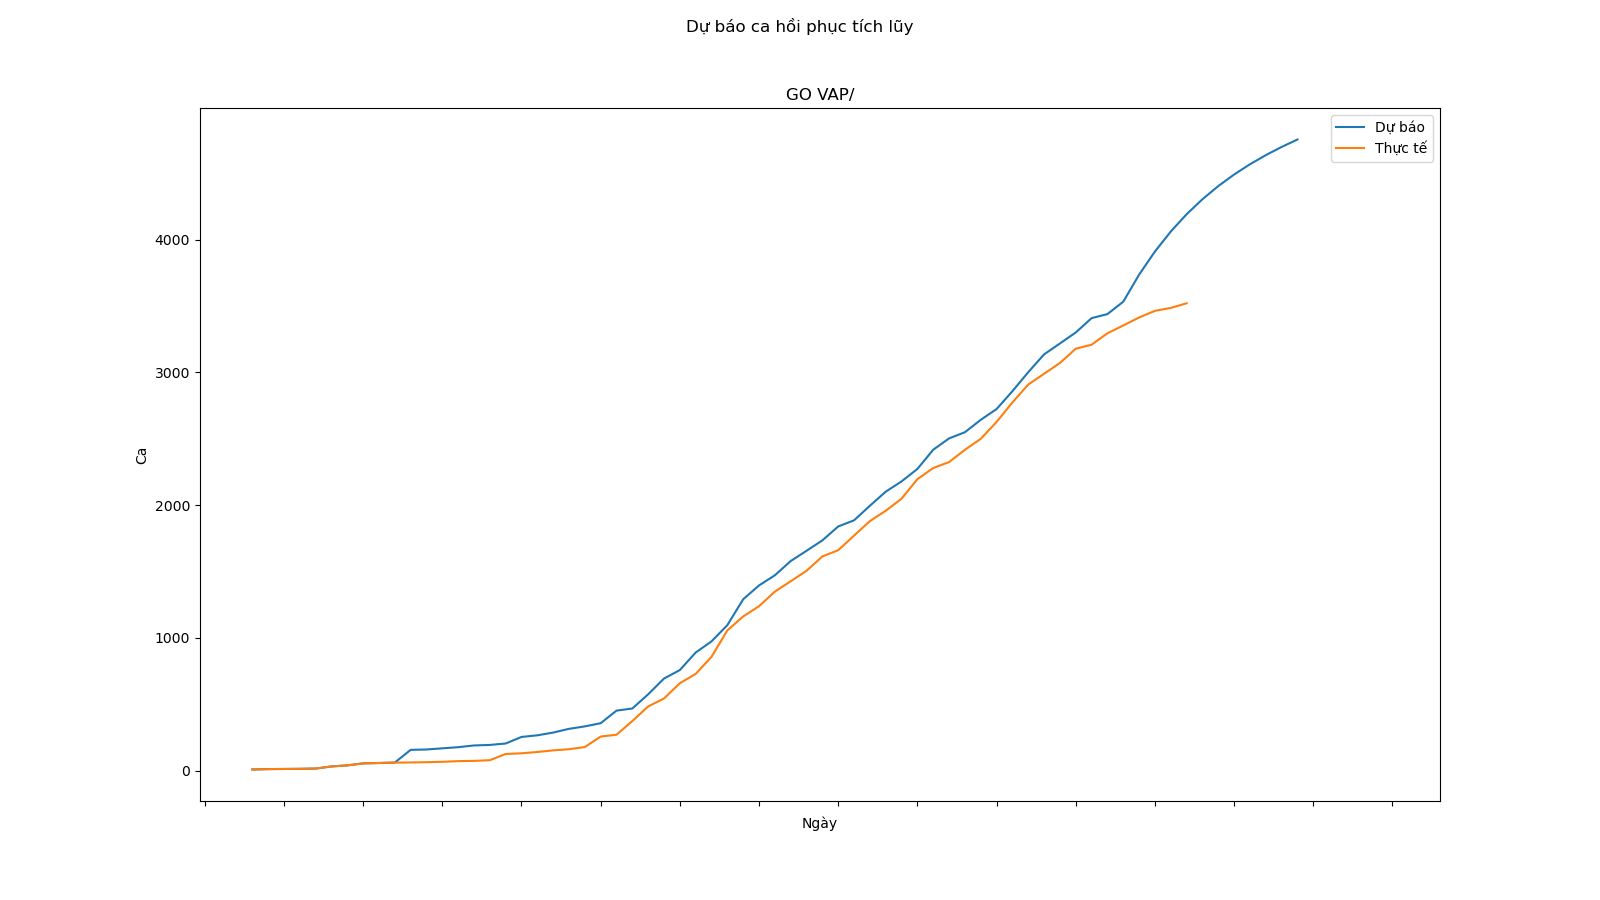 Dự báo ca hồi phục tích lũy
GO VAP/
Dự báo
Thực tế
4000
3000
2000
1000
0
Ca
Ngày